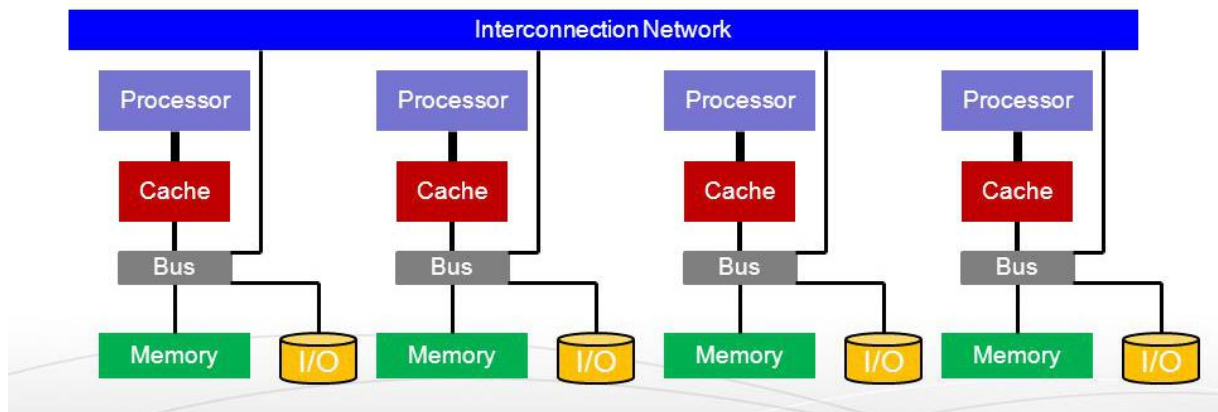 Interconnection Network
Processor
Processor
Processor
Processor
Cache
Cache
Cache
Cache
Bus
Bus
Bus
Bus
Memory
I/O
Memory
I/O
Memory
I/O
Memory
I/O